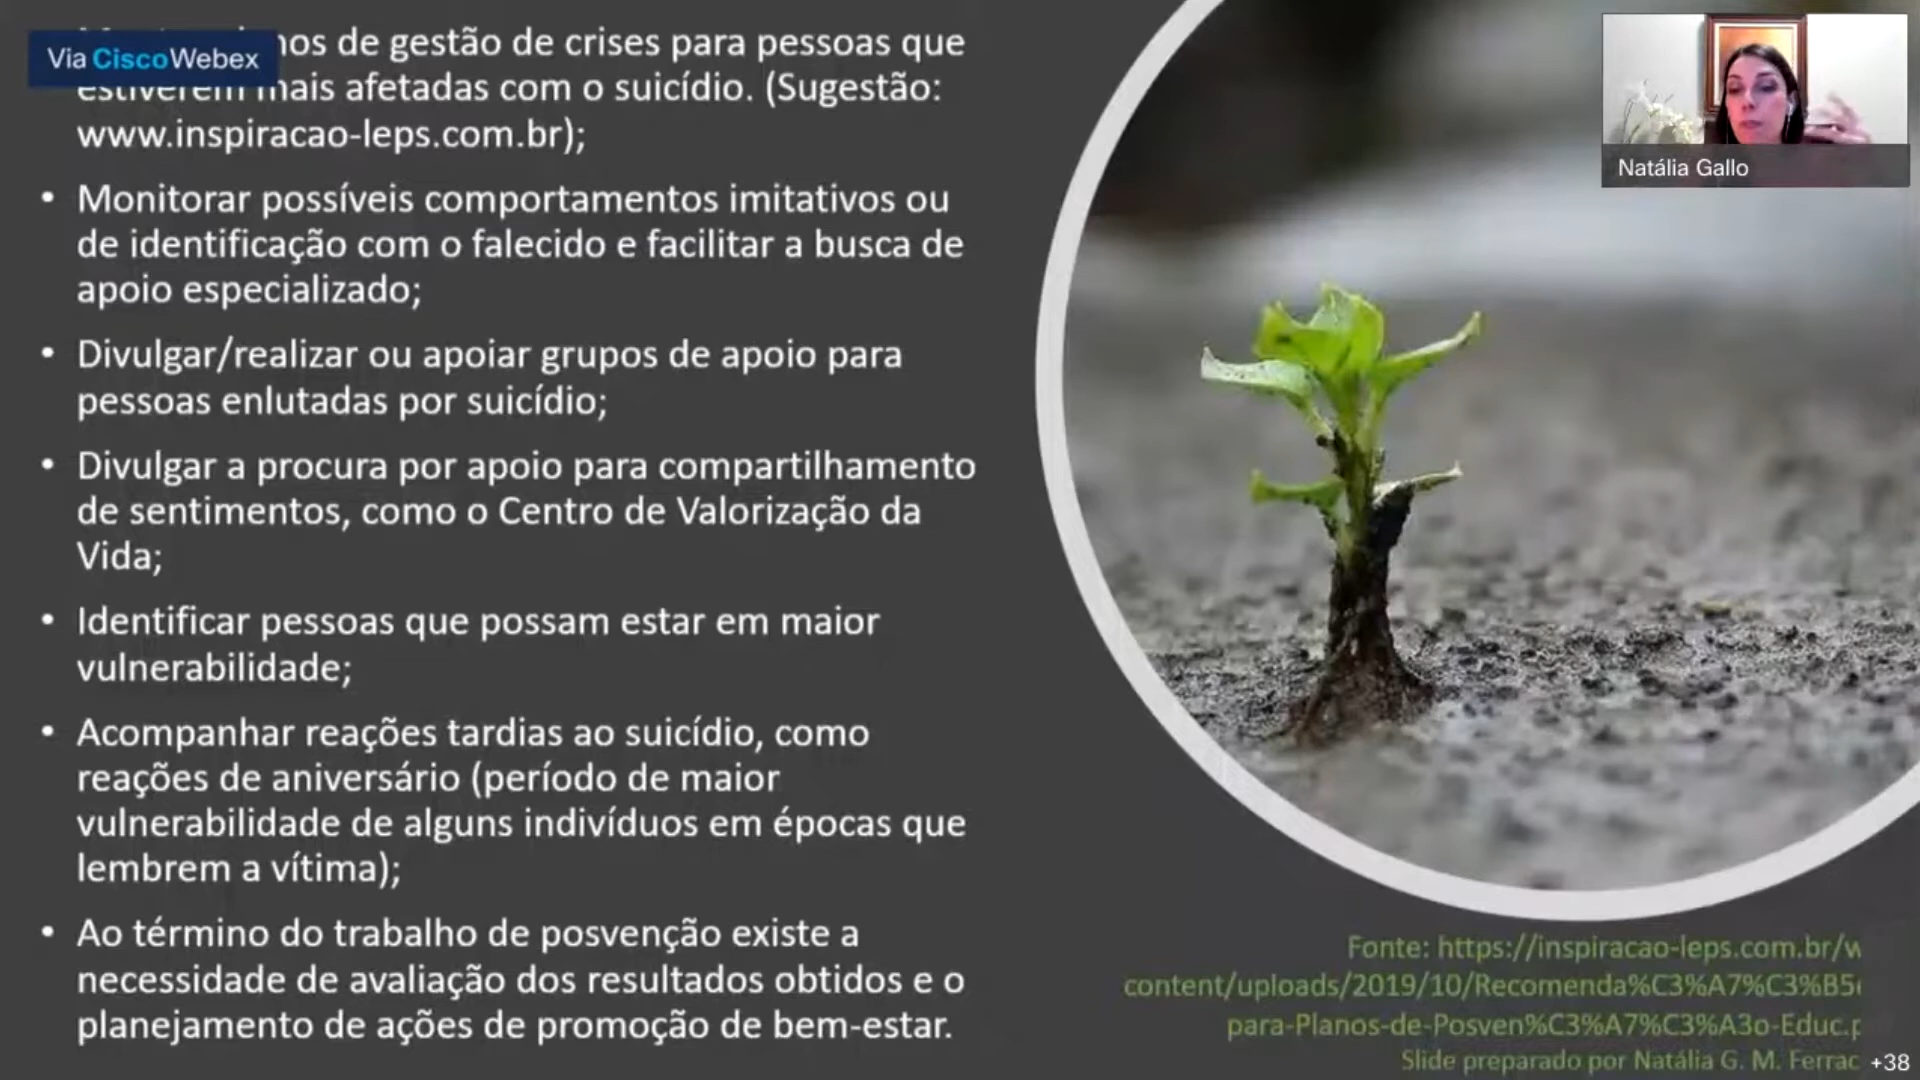 Via Cisco Webex
nos de gestão de crises para pessoas que
estiverem mais afetadas com o suicídio. (Sugestão:
www.inspiracao-leps.com.br);
• Monitorar possíveis comportamentos imitativos ou
de identificação com o falecido e facilitar a busca de
apoio especializado;
• Divulgar/realizar ou apoiar grupos de apoio para
pessoas enlutadas por suicídio;
• Divulgar a procura por apoio para compartilhamento
de sentimentos, como o Centro de Valorização da
Vida;
• Identificar pessoas que possam estar em maior
vulnerabilidade;
• Acompanhar reações tardias ao suicídio, como
reações de aniversário (período de maior
vulnerabilidade de alguns indivíduos em épocas que
lembrem a vítima);
• Ao término do trabalho de posvenção existe a
necessidade de avaliação dos resultados obtidos e o
planejamento de ações de promoção de bem-estar.
Natália Gallo
Fonte: https://inspiracao-leps.com.br/w
content/uploads/2019/10/Recomenda%C3%A7%C3%B5
para-Planos-de-Posven%C3%A7%C3%A3o-Educ.p
Slide preparado por Natália G. M. Ferrac
+38